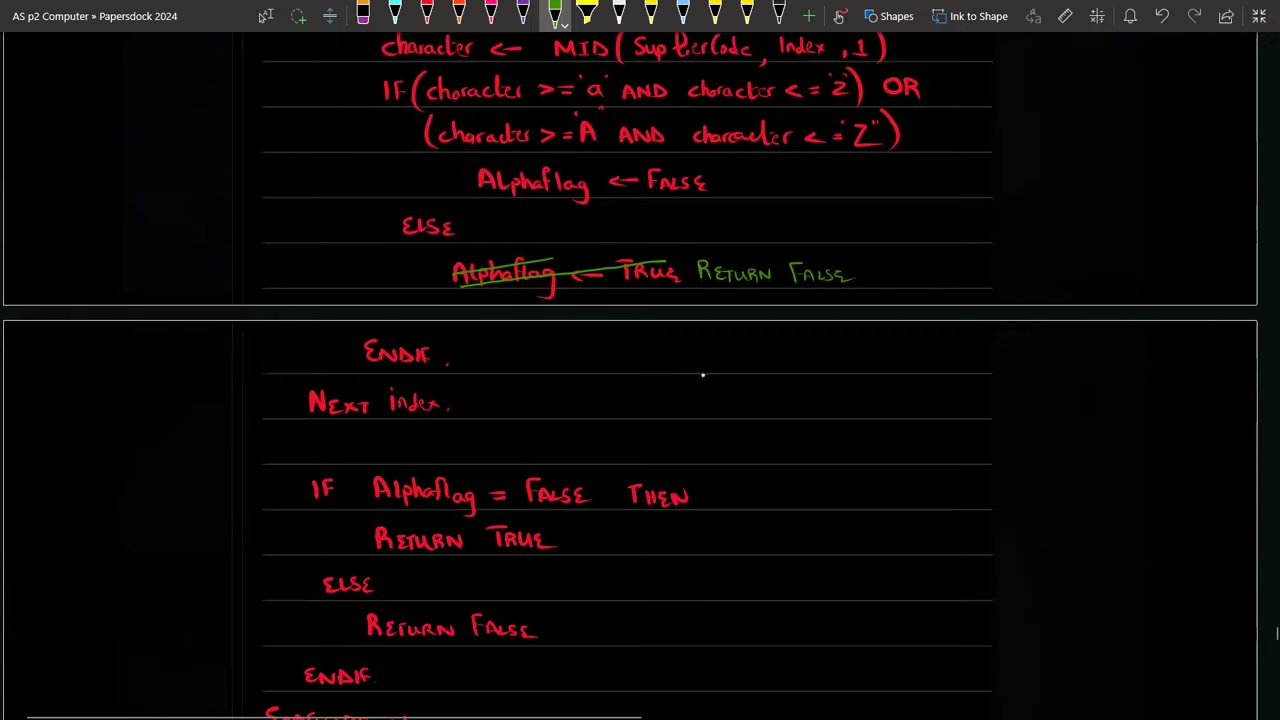 AS p2 Computer » Papersdock 2024
Shapes
Ink to Shape
character ← MID( SupplierCode, Index, 1)
IF(character >= 'a' AND character <= 'z') OR
(character >= 'A' AND character <= 'Z')
Alphaflag ← FALSE
ELSE
Alphaflag ← TRUE RETURN FALSE
ENDIF.
NEXT index.
IF Alphaflag = FALSE THEN
RETURN TRUE
ELSE
RETURN FALSE
ENDIF